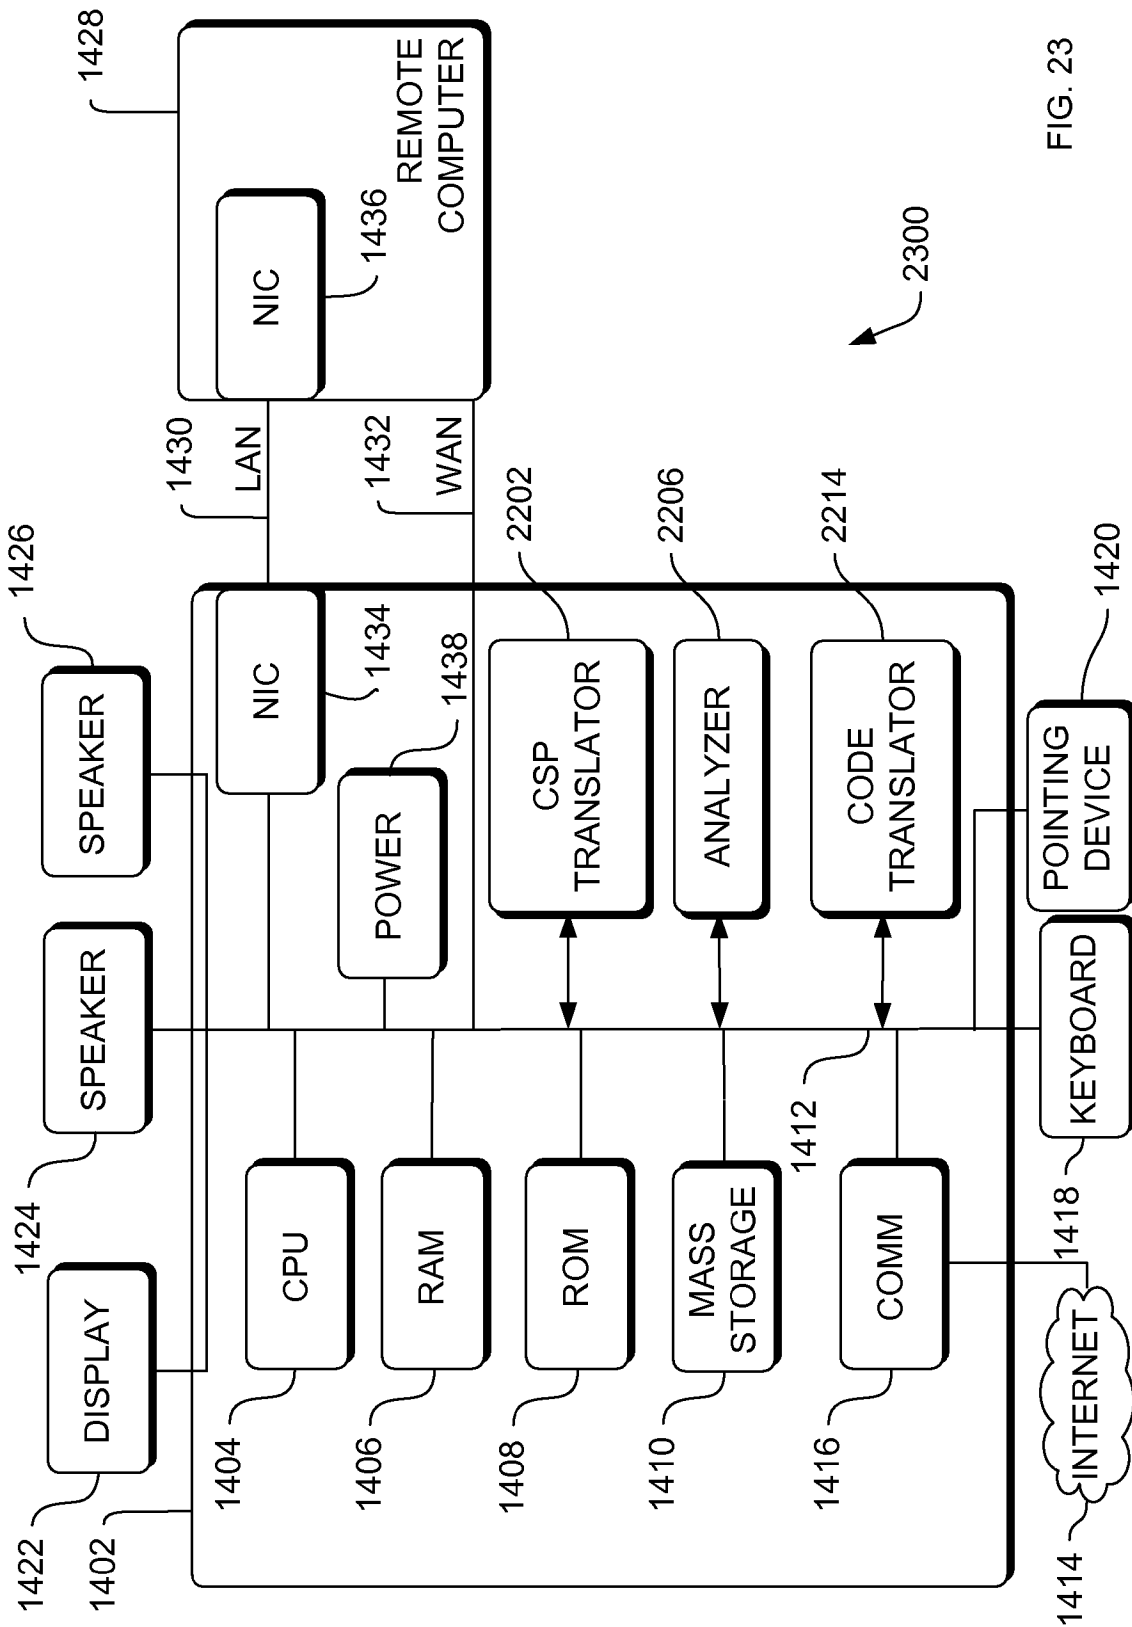 1422
DISPLAY
1424
SPEAKER
SPEAKER
1426
1402
1428
1404
CPU
NIC
1434
1430
LAN
NIC
1436
REMOTE
COMPUTER
1406
RAM
POWER
1438
1432
WAN
1408
ROM
CSP
TRANSLATOR
2202
1410
MASS
STORAGE
ANALYZER
2206
1412
1416
COMM
CODE
TRANSLATOR
2214
2300
1414
INTERNET
1418
KEYBOARD
POINTING
DEVICE
1420
FIG. 23